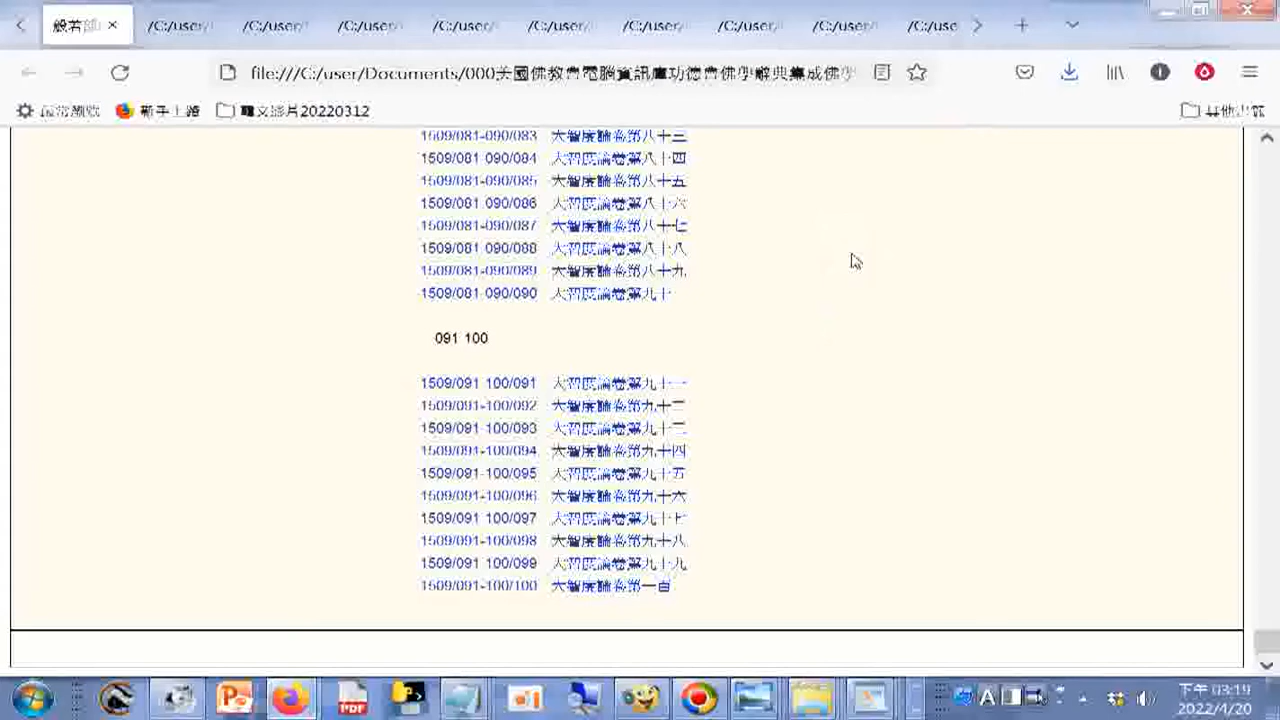 般若部
/C:/user/
/C:/user/
/C:/user/
/C:/user/
/C:/user/
/C:/user/
/C:/user/
/C:/user/
/C:/use
file:///C:/user/Documents/000美國佛教會電腦資訊庫功德會佛學辭典集成佛學
最常瀏覽
新手上路
龍文影片20220312
其他書籤
1509/081-090/083 大智度論卷第八十三
1509/081-090/084 大智度論卷第八十四
1509/081-090/085 大智度論卷第八十五
1509/081-090/086 大智度論卷第八十六
1509/081-090/087 大智度論卷第八十七
1509/081-090/088 大智度論卷第八十八
1509/081-090/089 大智度論卷第八十九
1509/081-090/090 大智度論卷第九十
091-100
1509/091-100/091 大智度論卷第九十一
1509/091-100/092 大智度論卷第九十二
1509/091-100/093 大智度論卷第九十三
1509/091-100/094 大智度論卷第九十四
1509/091-100/095 大智度論卷第九十五
1509/091-100/096 大智度論卷第九十六
1509/091-100/097 大智度論卷第九十七
1509/091-100/098 大智度論卷第九十八
1509/091-100/099 大智度論卷第九十九
1509/091-100/100 大智度論卷第一百
PDF
A
下午 03:19
2022/4/20